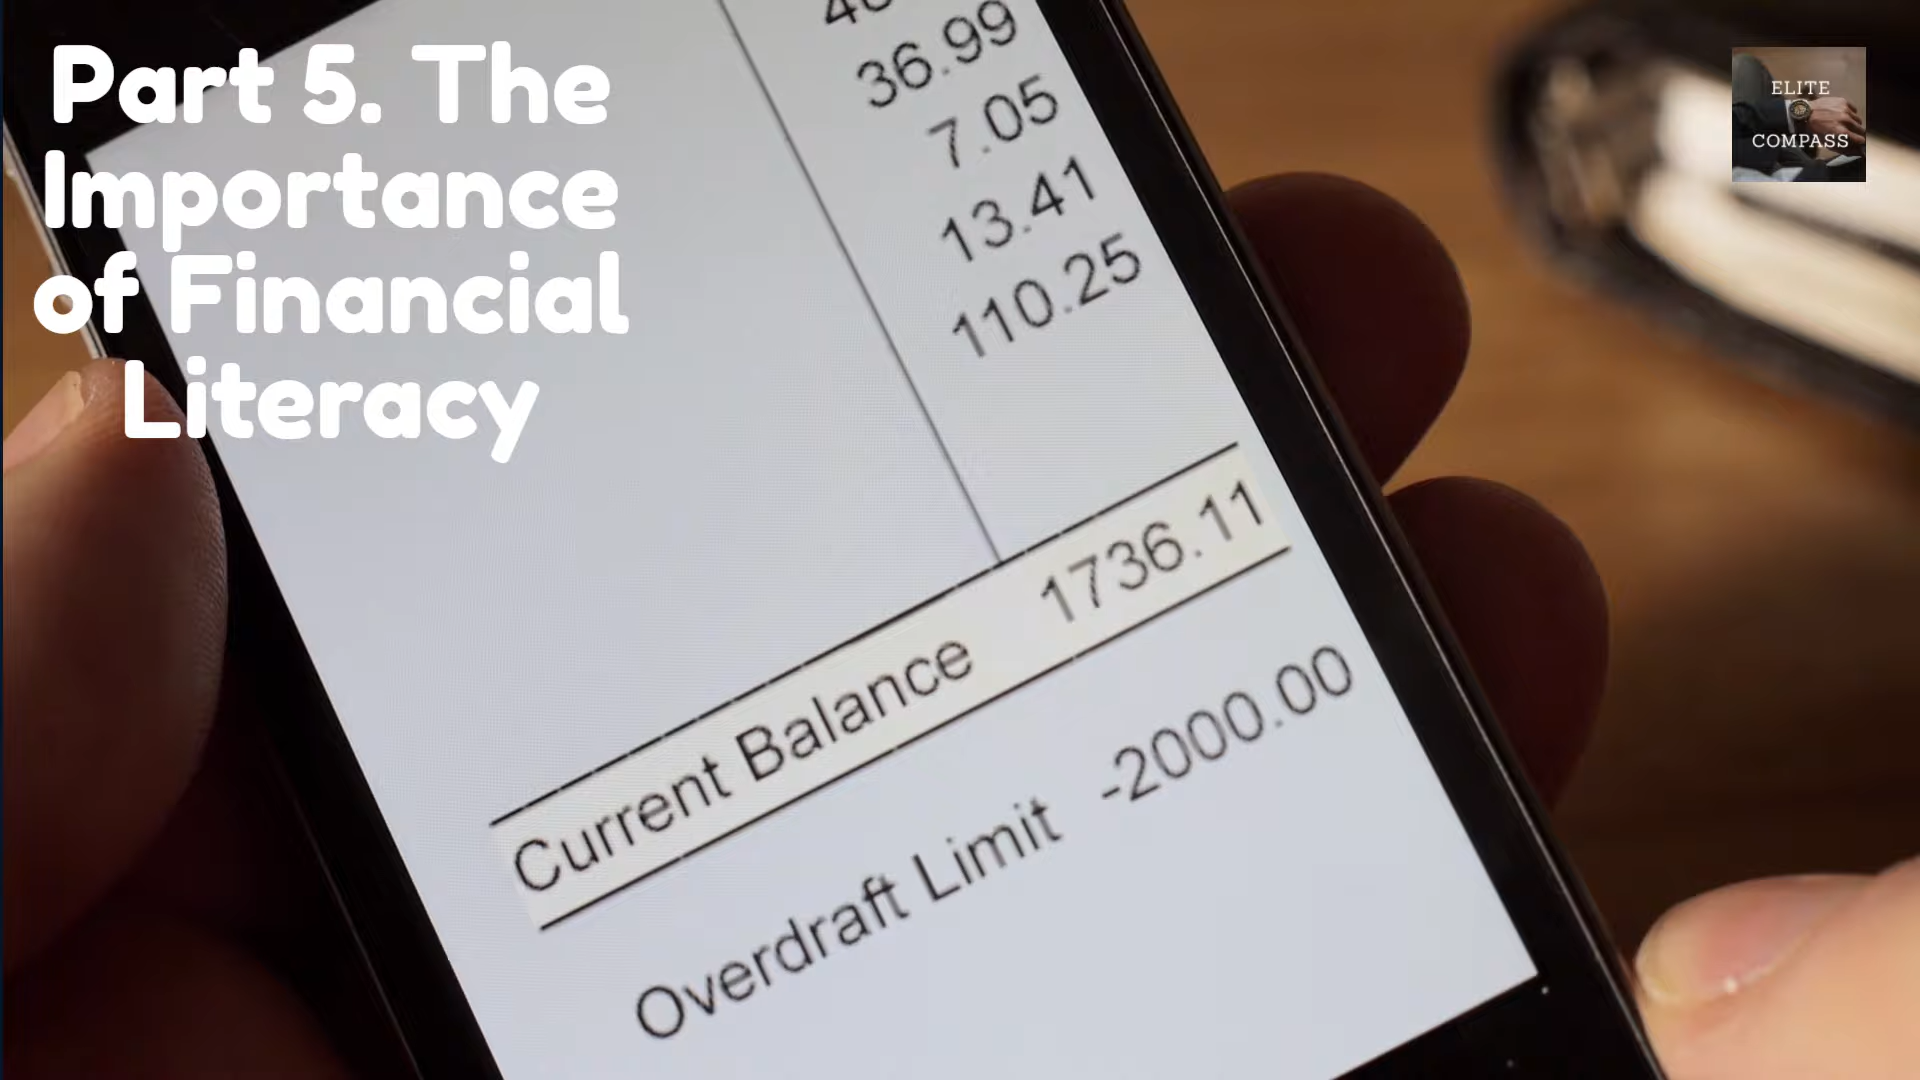 Part 5. The
Importance
of Financial
Literacy
ELITE
COMPASS
36.99
7.05
13.41
110.25
Current Balance 1736.11
Overdraft Limit -2000.00